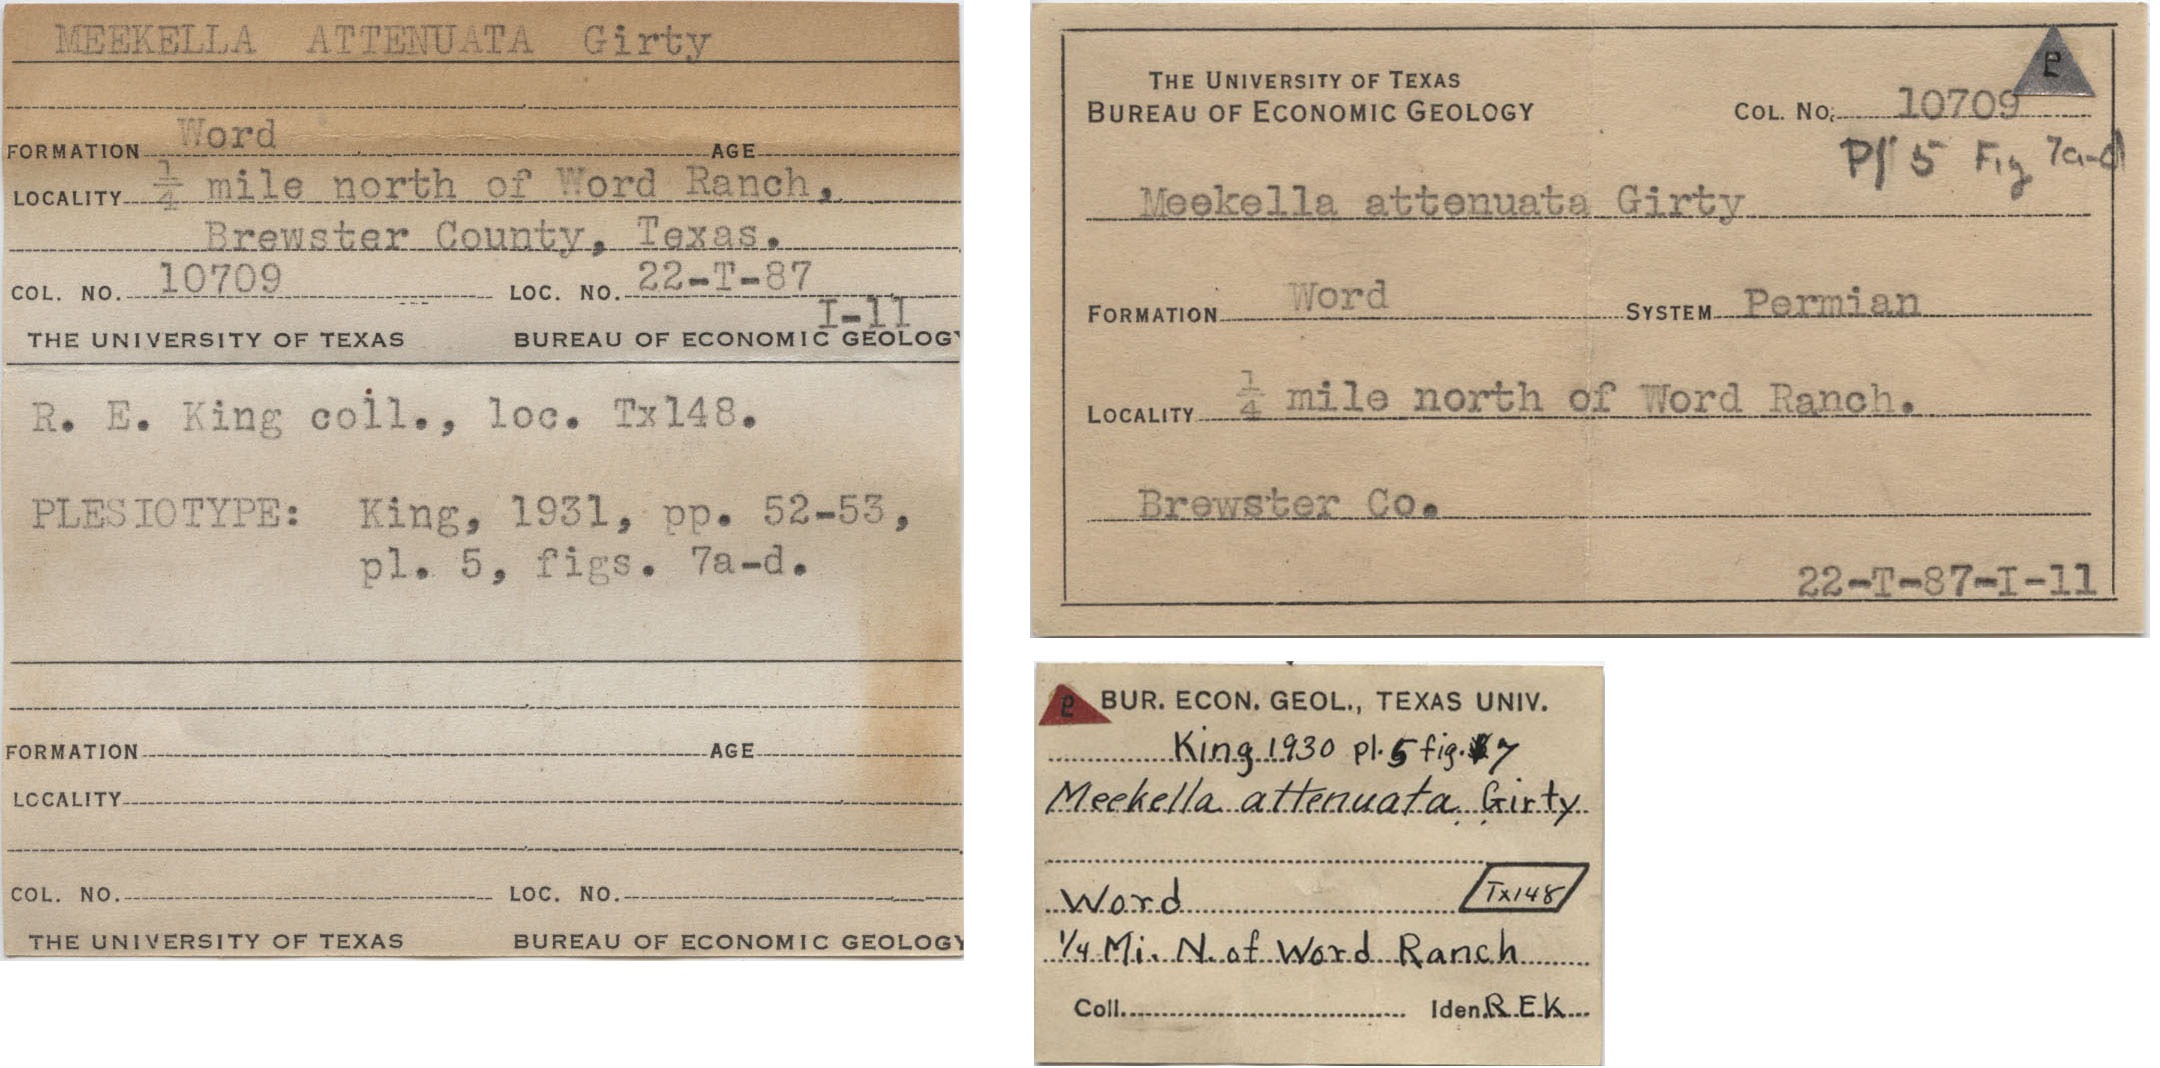 MEEKELLA ATTENUATA Girty
FORMATION Word AGE
LOCALITY 1/4 mile north of Word Ranch,
Brewster County, Texas.
COL. NO. 10709 LOC. NO. 22-T-87
I-11
THE UNIVERSITY OF TEXAS BUREAU OF ECONOMIC GEOLOGY
R. E. King coll., loc. Tx148.
PLESIOTYPE: King, 1931, pp. 52-53,
pl. 5, figs. 7a-d.
FORMATION AGE
LOCALITY
COL. NO. LOC. NO.
THE UNIVERSITY OF TEXAS BUREAU OF ECONOMIC GEOLOGY
P
THE UNIVERSITY OF TEXAS
BUREAU OF ECONOMIC GEOLOGY COL. NO. 10709
Pl 5 Fig 7a-d
Meekella attenuata Girty
FORMATION Word SYSTEM Permian
LOCALITY 1/4 mile north of Word Ranch.
Brewster Co.
22-T-87-I-11
P BUR. ECON. GEOL., TEXAS UNIV.
King 1930 pl. 5 fig. 7
Meekella attenuata Girty
Word Tx148
1/4 Mi. N. of Word Ranch
Coll. Iden. R E K